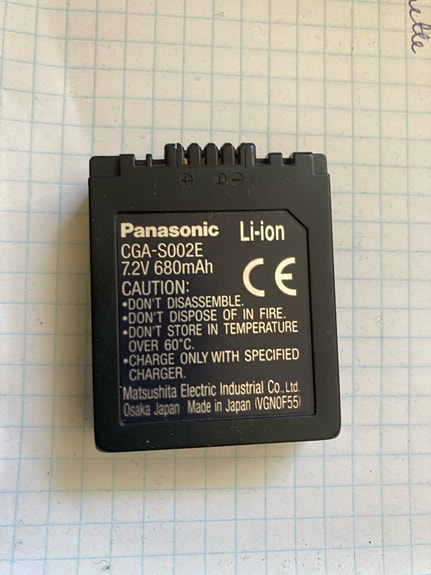 nette
⊕ D ⊖
Panasonic Li-ion
CGA-S002E
7.2V 680mAh
CE
CAUTION:
•DON'T DISASSEMBLE.
•DON'T DISPOSE OF IN FIRE.
•DON'T STORE IN TEMPERATURE
OVER 60°C.
•CHARGE ONLY WITH SPECIFIED
CHARGER.
Matsushita Electric Industrial Co., Ltd.
Osaka Japan Made in Japan (VGN0F55)